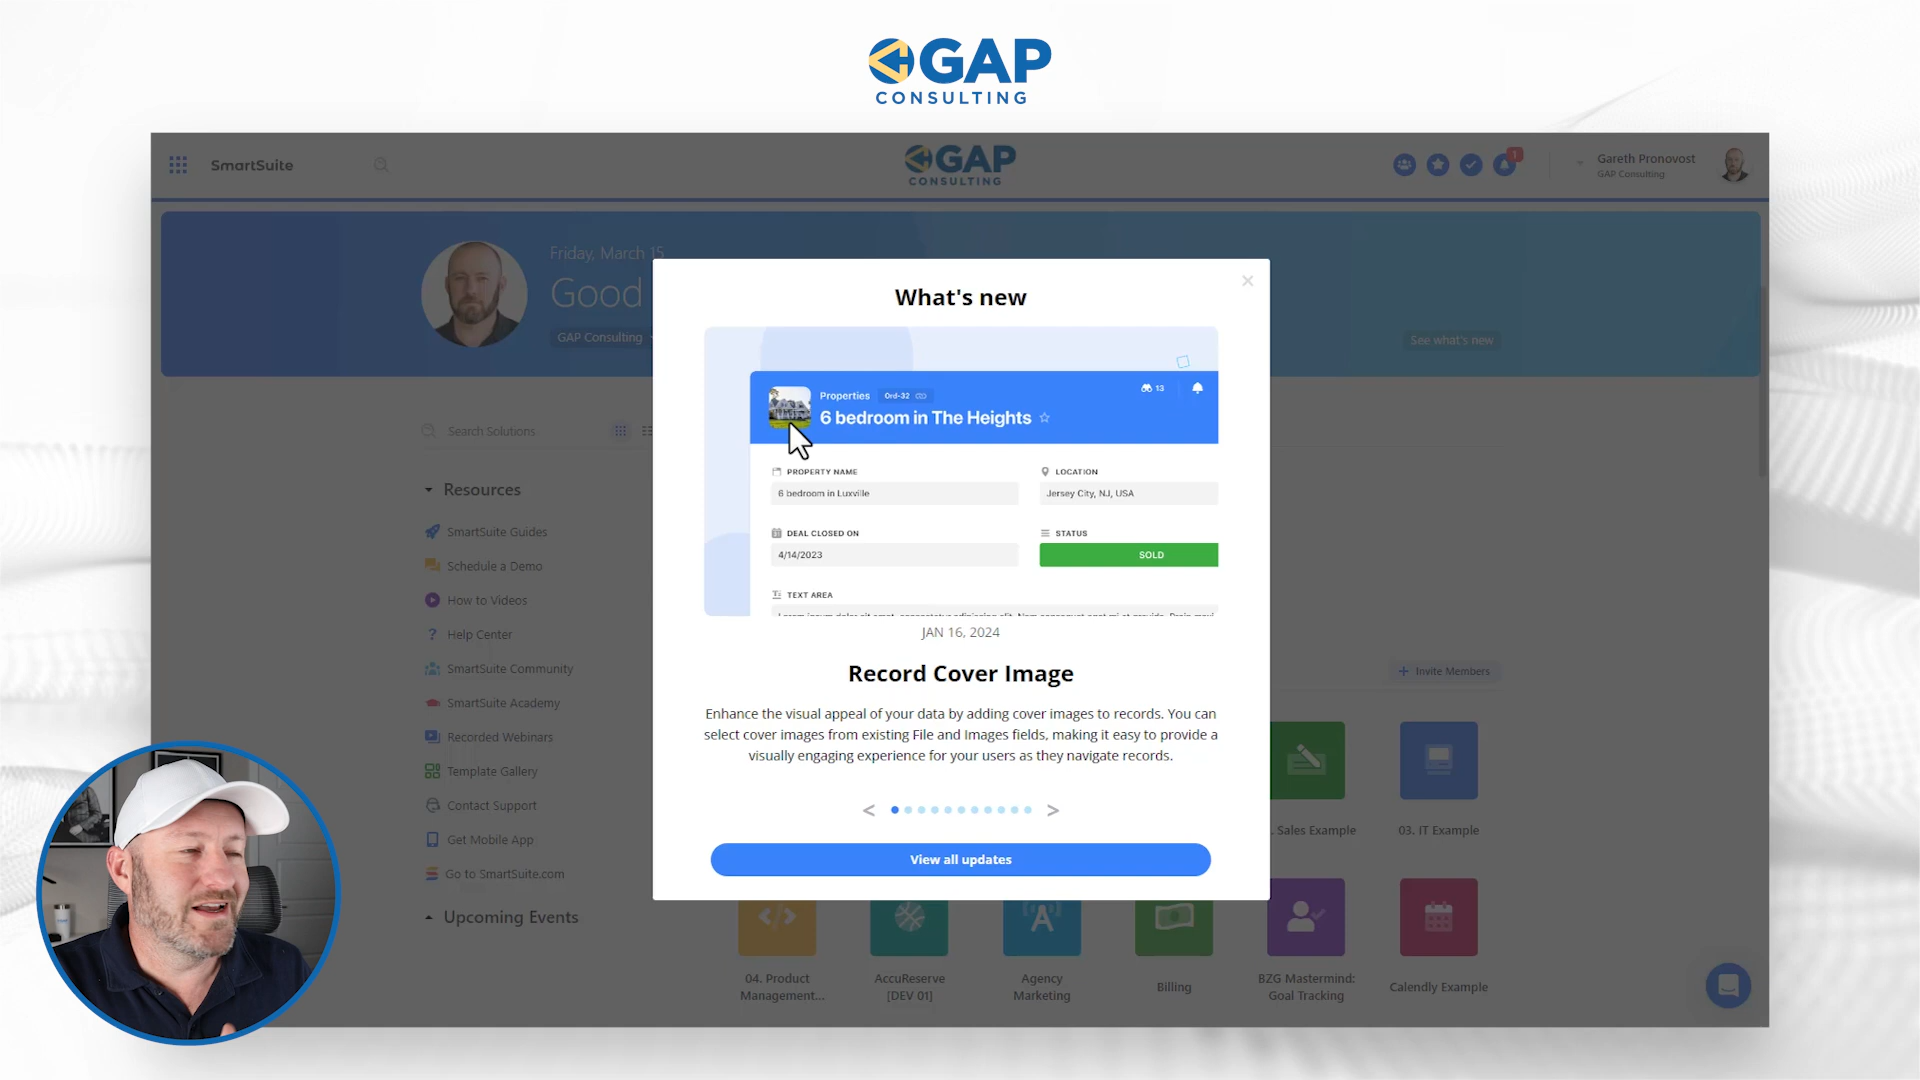 GAP
CONSULTING
SmartSuite
GAP
CONSULTING
1
Gareth Pronovost
GAP Consulting
Friday, March 15
Good
GAP Consulting
See what's new
What's new
Properties
Ord-32
13
6 bedroom in The Heights
PROPERTY NAME
LOCATION
6 bedroom in Luxville
Jersey City, NJ, USA
DEAL CLOSED ON
STATUS
4/14/2023
SOLD
TEXT AREA
JAN 16, 2024
Record Cover Image
Enhance the visual appeal of your data by adding cover images to records. You can
select cover images from existing File and Images fields, making it easy to provide a
visually engaging experience for your users as they navigate records.
< >
View all updates
Search Solutions
Resources
SmartSuite Guides
Schedule a Demo
How to Videos
Help Center
SmartSuite Community
SmartSuite Academy
Recorded Webinars
Template Gallery
Contact Support
Get Mobile App
Go to SmartSuite.com
Upcoming Events
Invite Members
. Sales Example
03. IT Example
04. Product
Management...
AccuReserve
[DEV 01]
Agency
Marketing
Billing
BZG Mastermind:
Goal Tracking
Calendly Example